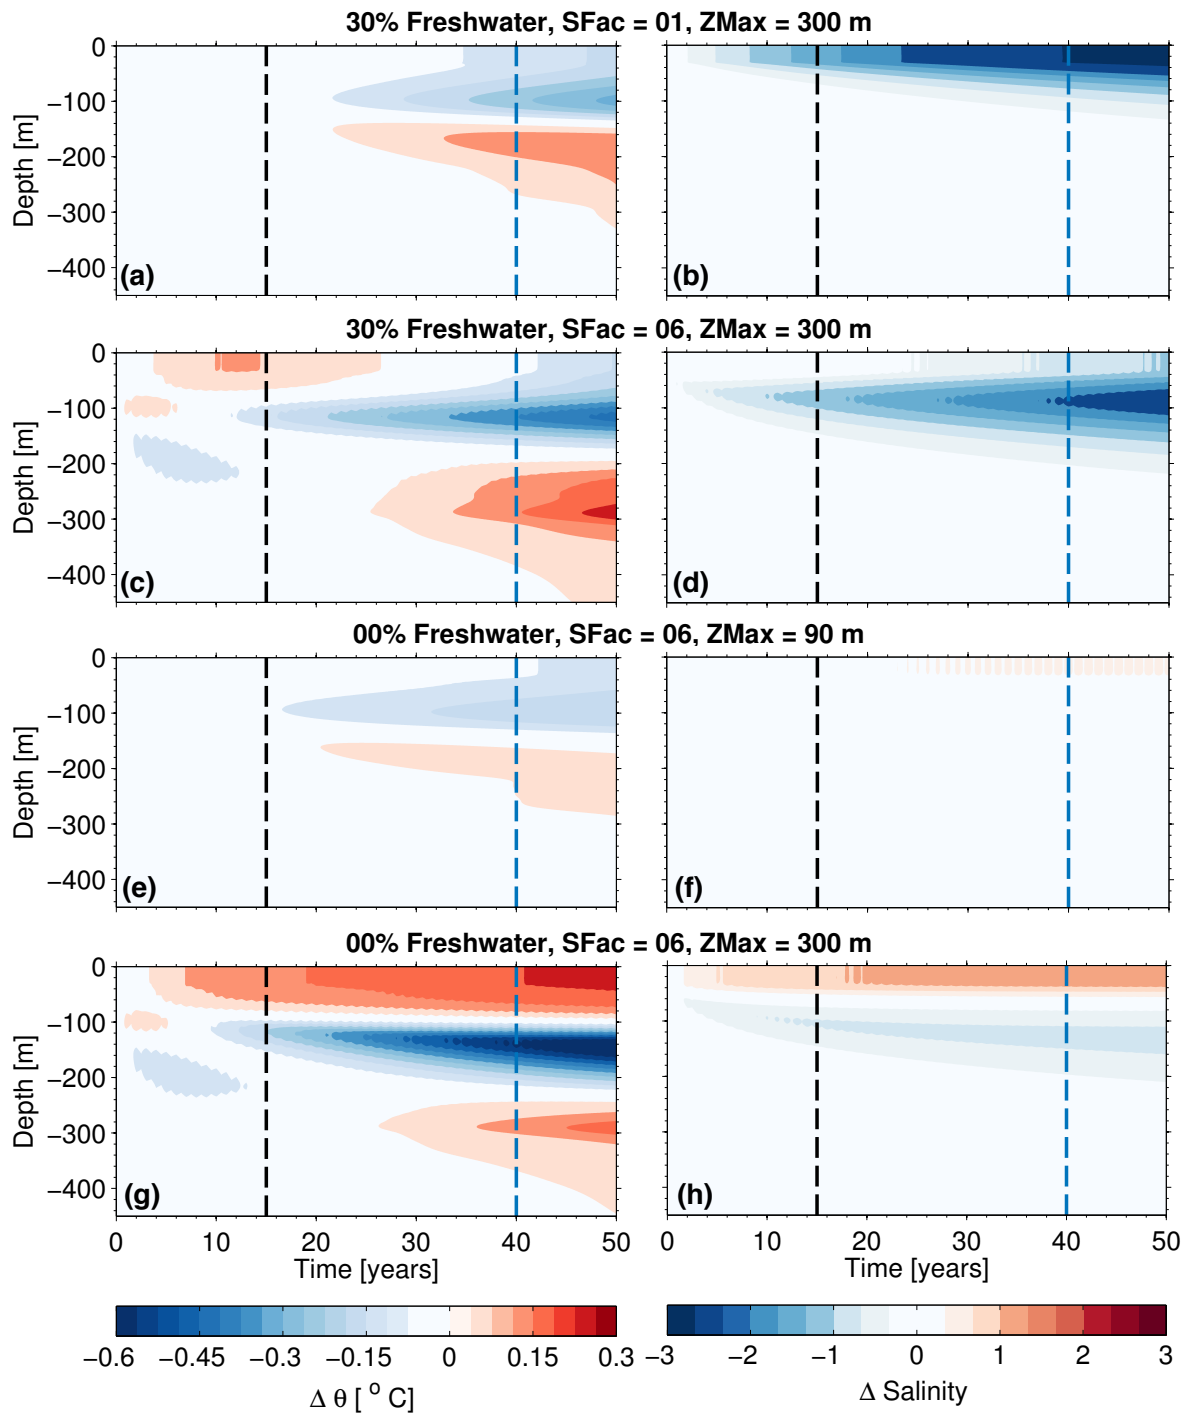 30% Freshwater, SFac = 01, ZMax = 300 m
0
−100
−200
−300
−400
Depth [m]
(a)
(b)
30% Freshwater, SFac = 06, ZMax = 300 m
0
−100
−200
−300
−400
Depth [m]
(c)
(d)
00% Freshwater, SFac = 06, ZMax = 90 m
0
−100
−200
−300
−400
Depth [m]
(e)
(f)
00% Freshwater, SFac = 06, ZMax = 300 m
0
−100
−200
−300
−400
Depth [m]
(g)
(h)
0 10 20 30 40 50
0 10 20 30 40 50
Time [years]
Time [years]
−0.6 −0.45 −0.3 −0.15 0 0.15 0.3
−3 −2 −1 0 1 2 3
Δ θ [ ° C]
Δ Salinity